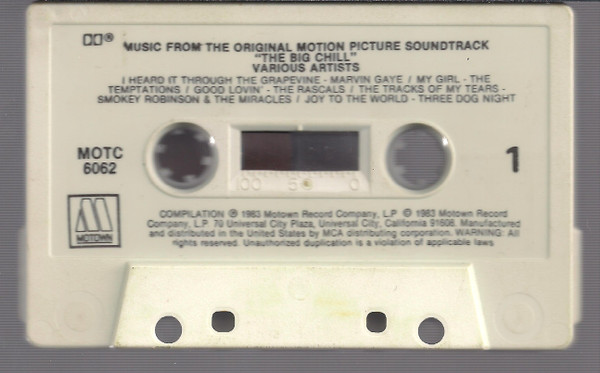 MUSIC FROM THE ORIGINAL MOTION PICTURE SOUNDTRACK
"THE BIG CHILL"
VARIOUS ARTISTS
I HEARD IT THROUGH THE GRAPEVINE - MARVIN GAYE / MY GIRL - THE
TEMPTATIONS / GOOD LOVIN' - THE RASCALS / THE TRACKS OF MY TEARS -
SMOKEY ROBINSON & THE MIRACLES / JOY TO THE WORLD - THREE DOG NIGHT
MOTC
6062
1
00 5 0
COMPILATION ℗ 1983 Motown Record Company, L.P © 1983 Motown Record
Company, L.P 70 Universal City Plaza, Universal City, California 91608. Manufactured
and distributed in the United States by MCA distributing corporation. WARNING: All
rights reserved. Unauthorized duplication is a violation of applicable laws
M
MOTOWN
1